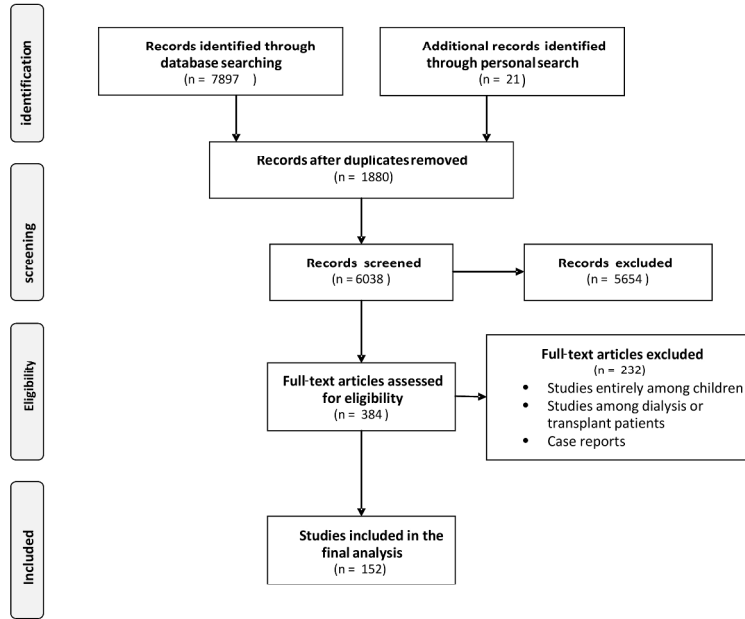 identification
Records identified through
database searching
(n = 7897 )
Additional records identified
through personal search
(n = 21)
Records after duplicates removed
(n = 1880)
screening
Records screened
(n = 6038 )
Records excluded
(n = 5654 )
Eligibility
Full-text articles assessed
for eligibility
(n = 384 )
Full-text articles excluded
(n = 232)
• Studies entirely among children
• Studies among dialysis or
transplant patients
• Case reports
Included
Studies included in the
final analysis
(n = 152)